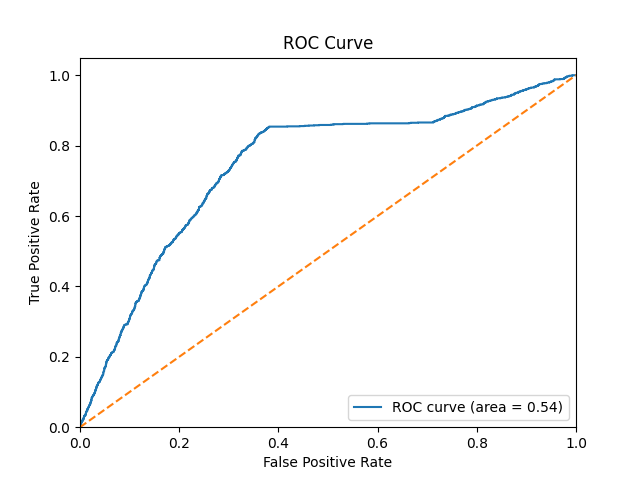 ROC Curve
1.0
0.8
0.6
0.4
0.2
0.0
True Positive Rate
ROC curve (area = 0.54)
0.0 0.2 0.4 0.6 0.8 1.0
False Positive Rate